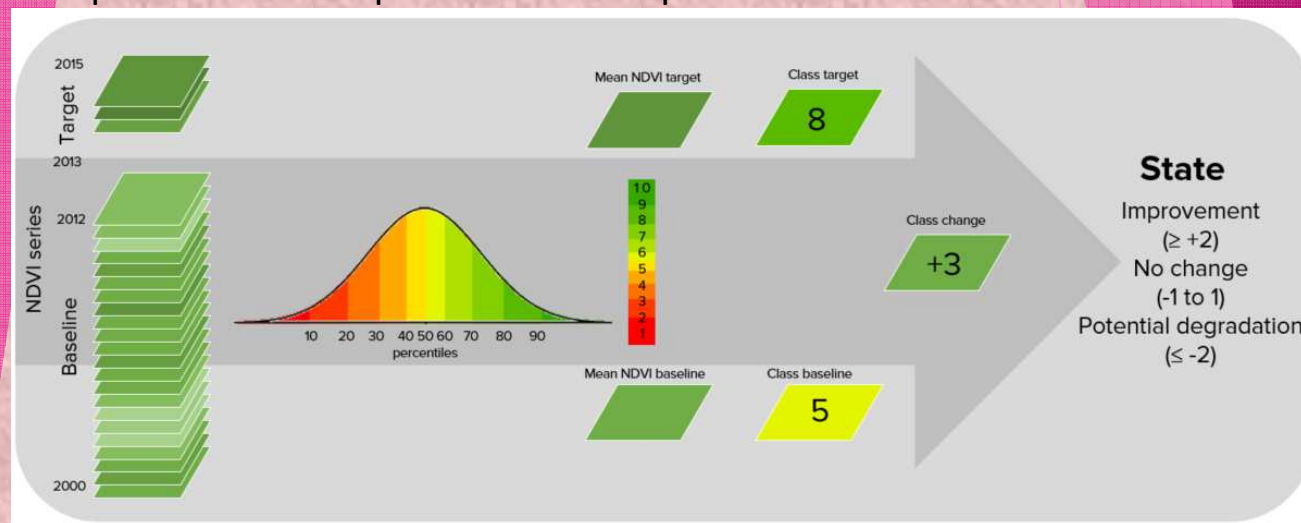 2015
Target
2013
NDVI series
2012
Baseline
2000
10 20 30 40 50 60 70 80 90
percentiles
Mean NDVI target
Class target
8
10
9
8
7
6
5
4
3
2
1
Mean NDVI baseline
Class baseline
5
Class change
+3
State
Improvement
(≥ +2)
No change
(-1 to 1)
Potential degradation
(≤ -2)